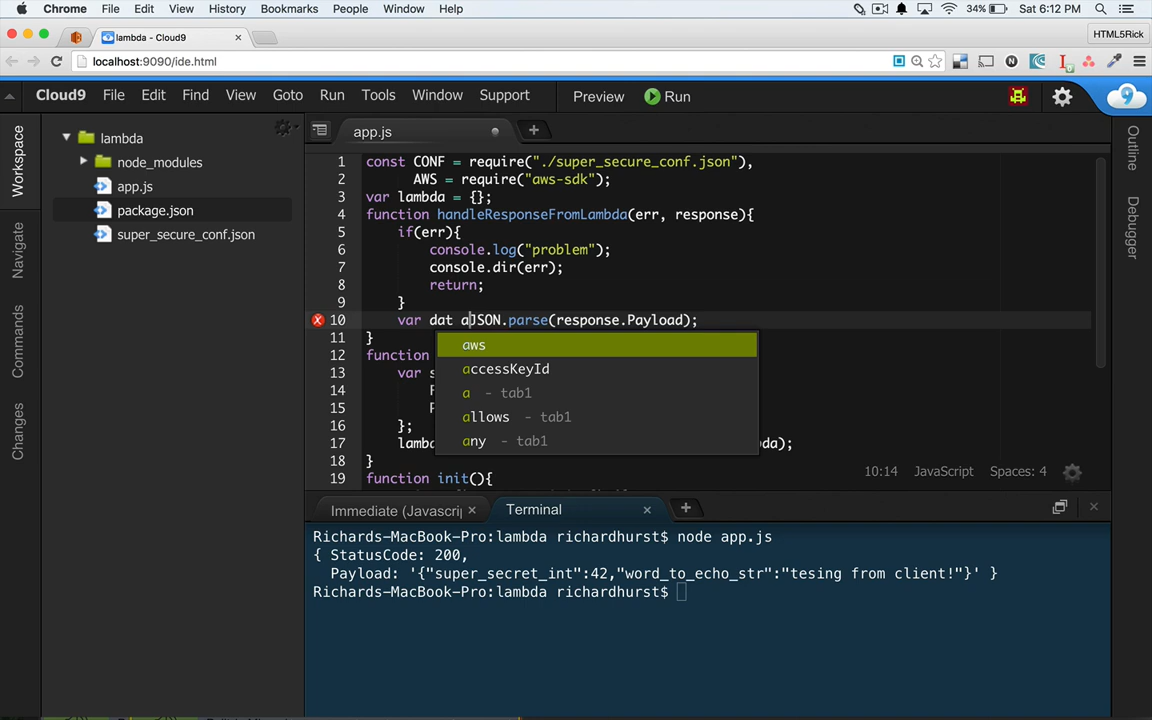 Chrome File Edit View History Bookmarks People Window Help 34% Sat 6:12 PM
lambda - Cloud9 HTML5Rick
localhost:9090/ide.html
Cloud9 File Edit Find View Goto Run Tools Window Support Preview Run
Workspace
Navigate
Commands
Changes
lambda
node_modules
app.js
package.json
super_secure_conf.json
app.js
1 const CONF = require("./super_secure_conf.json"),
2 AWS = require("aws-sdk");
3 var lambda = {};
4 function handleResponseFromLambda(err, response){
5 if(err){
6 console.log("problem");
7 console.dir(err);
8 return;
9 }
10 var dat aJSON.parse(response.Payload);
11 }
12 function
13 var s
14
15
16 };
17 lambd da);
18 }
19 function init(){
aws
accessKeyId
a - tab1
allows - tab1
any - tab1
10:14 JavaScript Spaces: 4
Outline
Debugger
Immediate (Javascri Terminal
Richards-MacBook-Pro:lambda richardhurst$ node app.js
{ StatusCode: 200,
Payload: '{"super_secret_int":42,"word_to_echo_str":"tesing from client!"}' }
Richards-MacBook-Pro:lambda richardhurst$